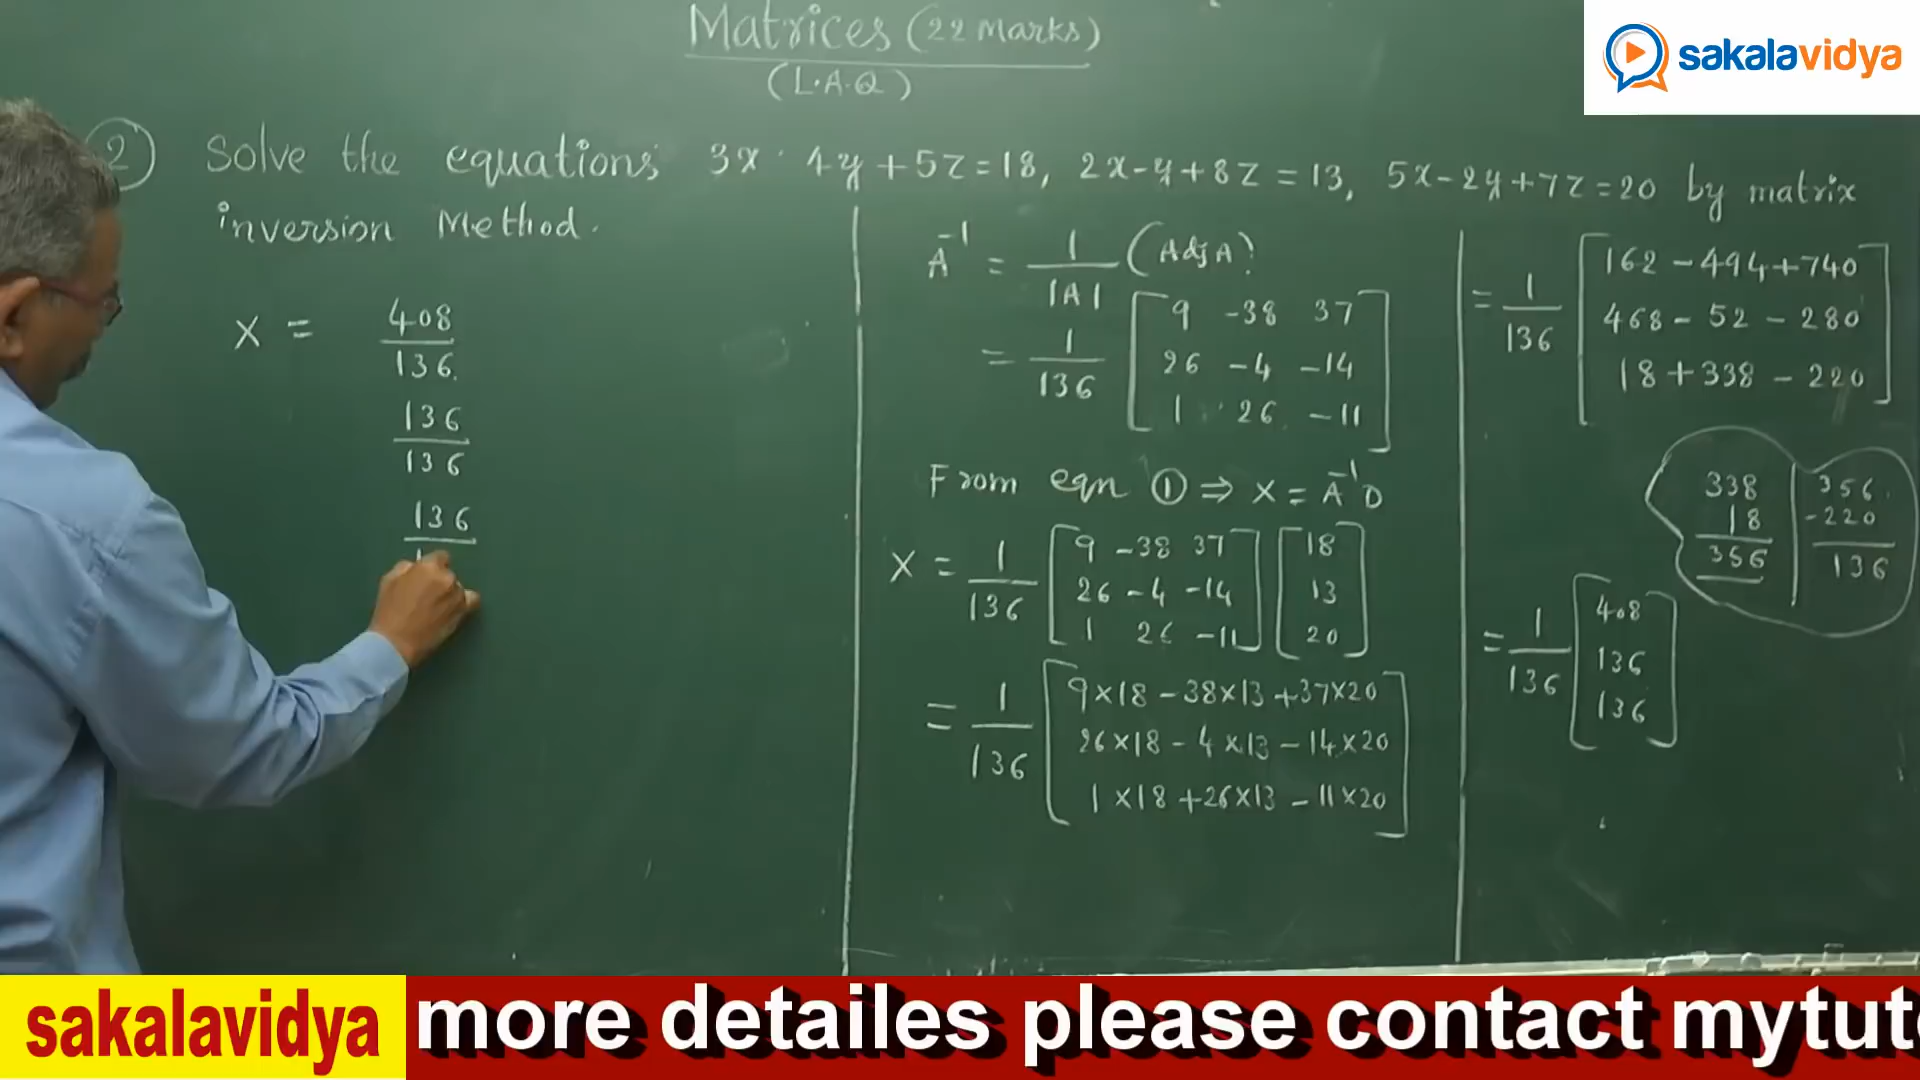 Matrices (22 Marks)
(L.A.Q)
sakalavidya
2) Solve the equations 3x · 4y + 5z = 18, 2x - y + 8z = 13, 5x - 2y + 7z = 20 by matrix
inversion Method.
X = 408/136
136/136
136
A⁻¹ = 1/|A| (Adj A)
= 1/136 [9 -38 37
26 -4 -14
1 26 -11]
From eqn ① ⇒ X = A⁻¹D
X = 1/136 [9 -38 37
26 -4 -14
1 26 -11] [18
13
20]
= 1/136 [9×18 - 38×13 + 37×20
26×18 - 4×13 - 14×20
1×18 + 26×13 - 11×20]
= 1/136 [162 - 494 + 740
468 - 52 - 280
18 + 338 - 220]
338
18
356
356
-220
136
= 1/136 [408
136
136]
sakalavidya more detailes please contact mytut